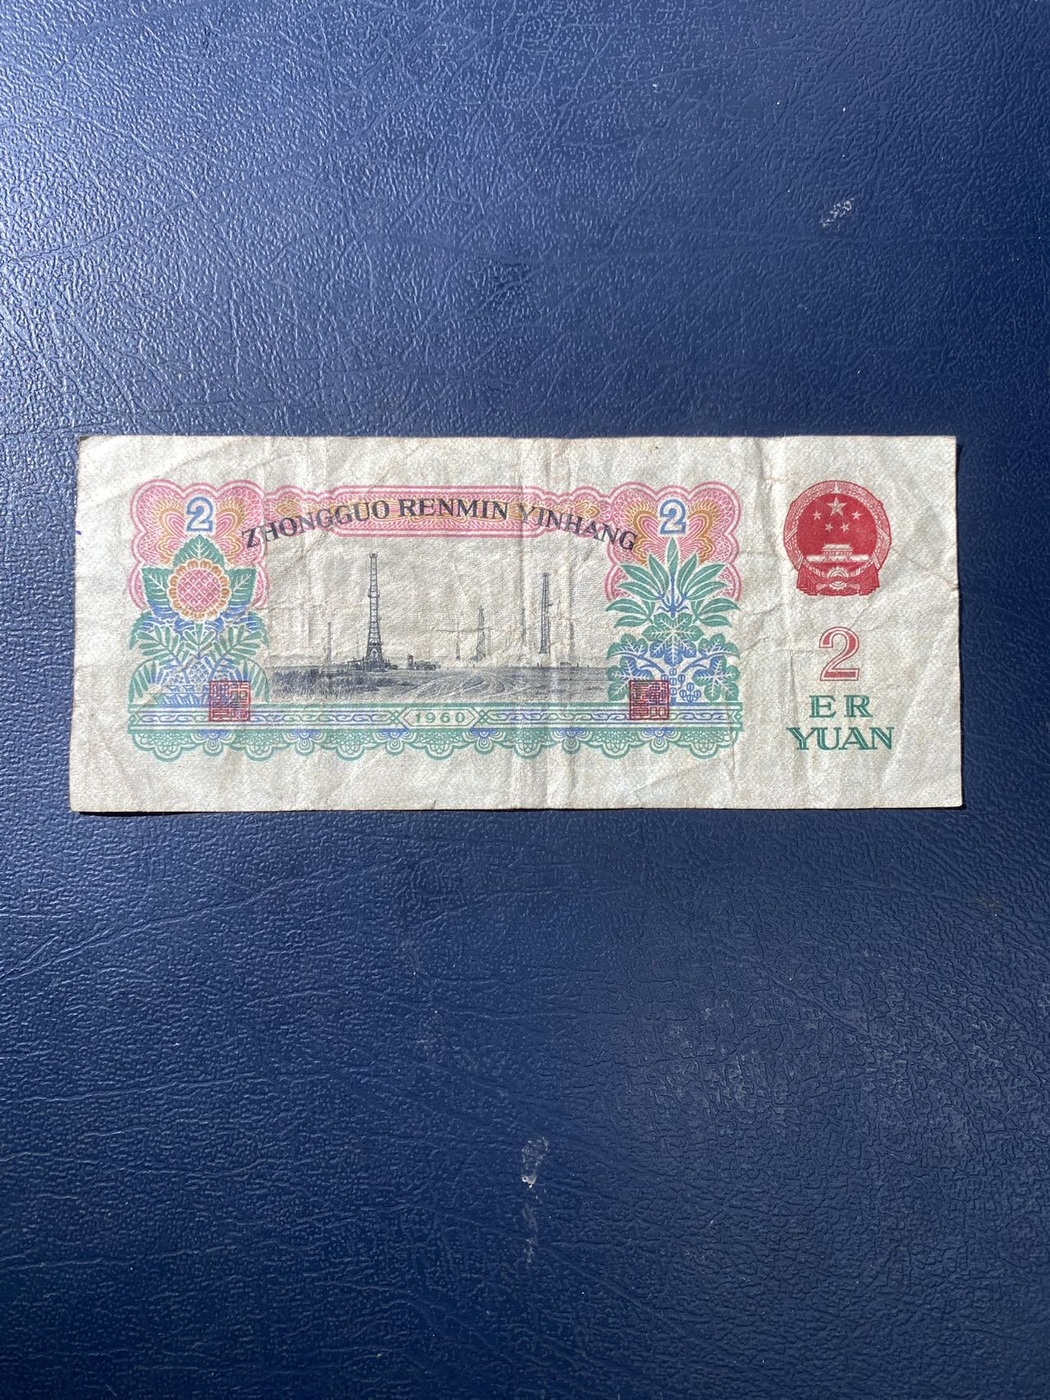 2
ZHONGGUO RENMIN YINHANG
2
1960
2
ER
YUAN